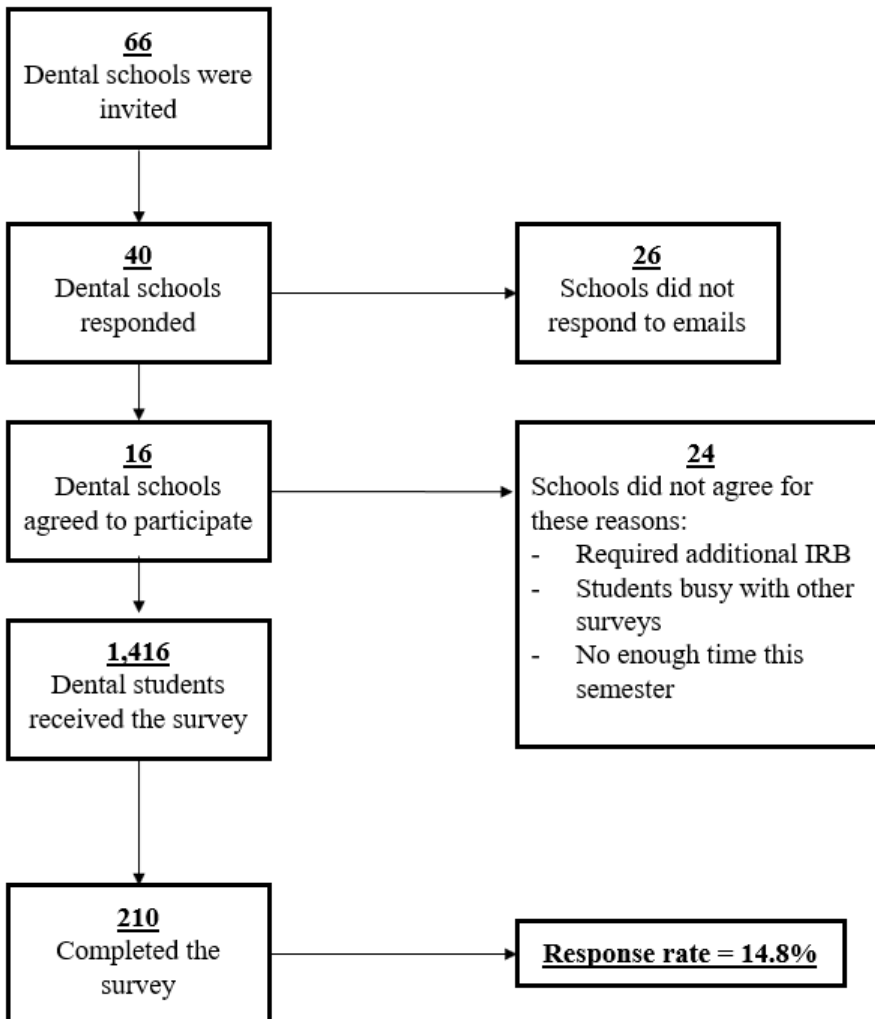 66
Dental schools were
invited
40
Dental schools
responded
26
Schools did not
respond to emails
16
Dental schools
agreed to participate
24
Schools did not agree for
these reasons:
- Required additional IRB
- Students busy with other
surveys
- No enough time this
semester
1,416
Dental students
received the survey
210
Completed the
survey
Response rate = 14.8%